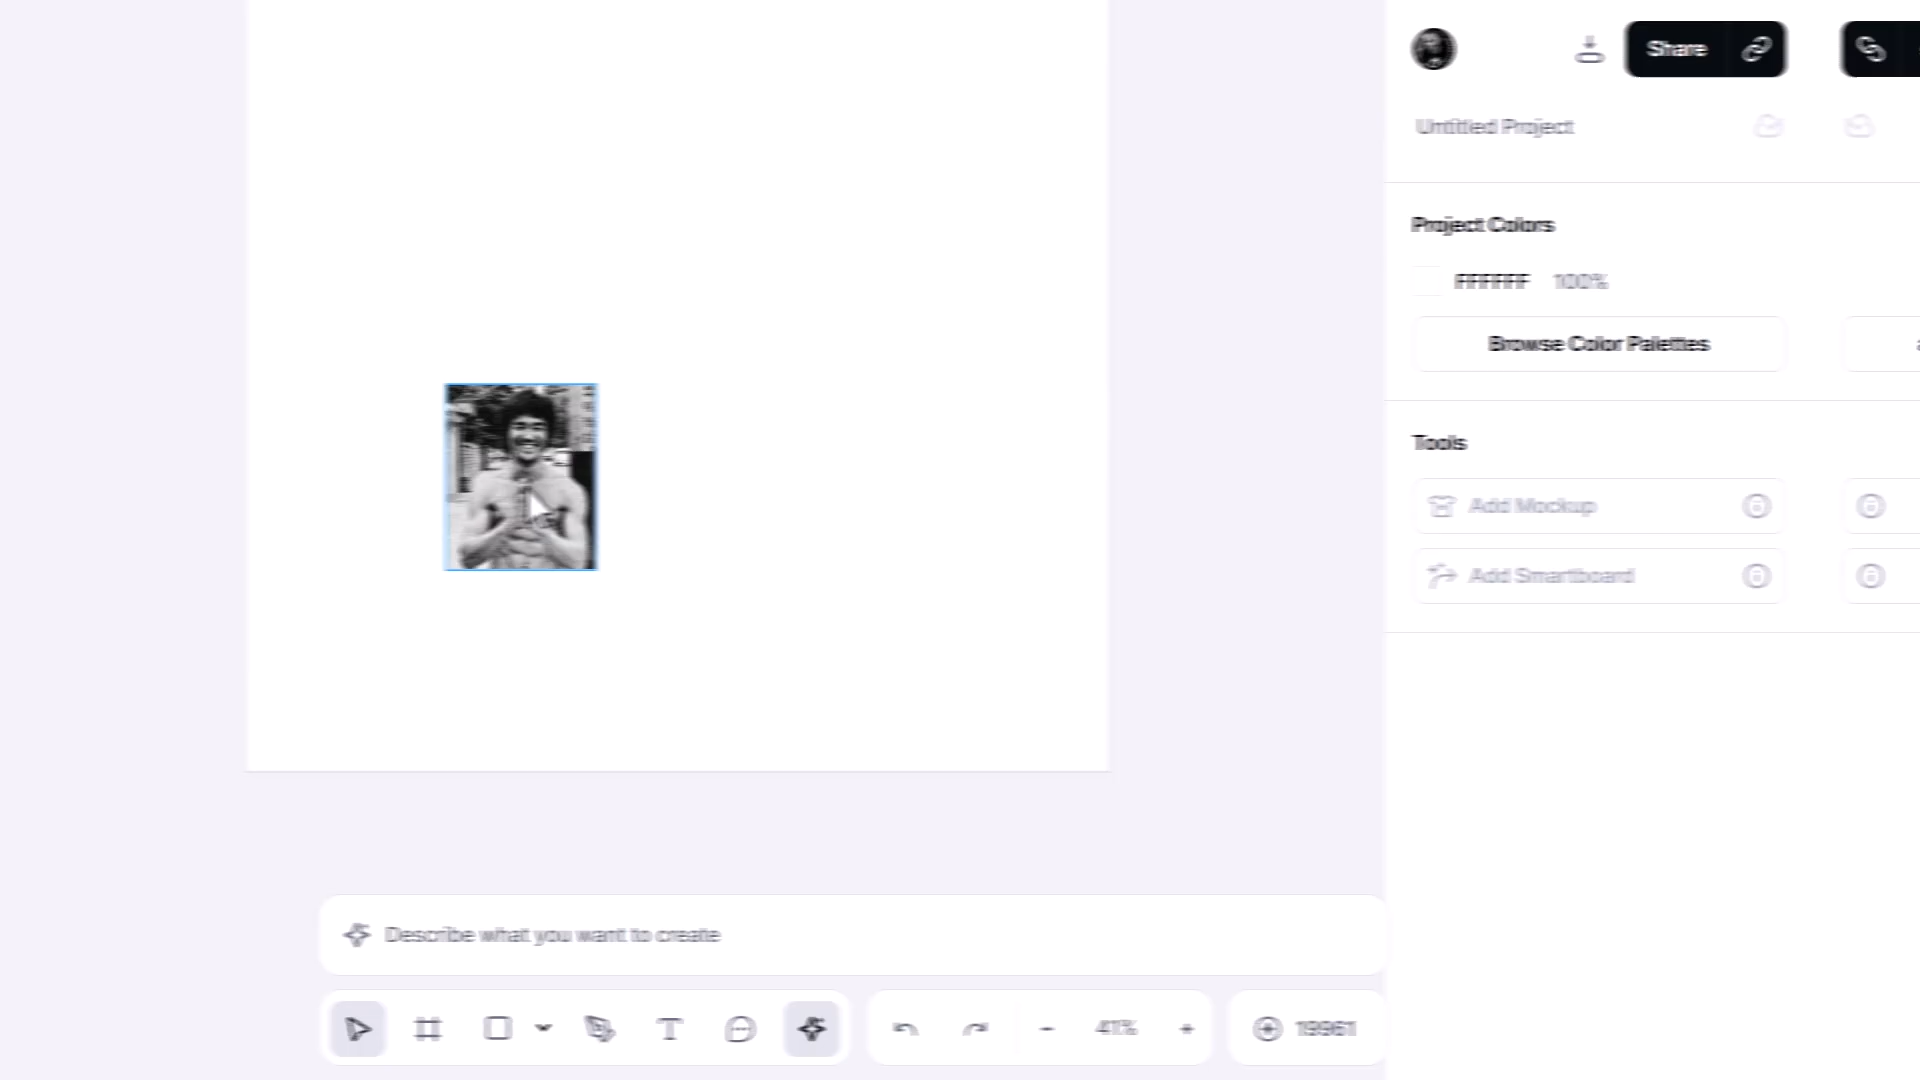 Share
Untitled Project
Project Colors
FFFFFF 100%
Browse Color Palettes
Tools
Add Mockup
Add Smartboard
Describe what you want to create
41% 19961